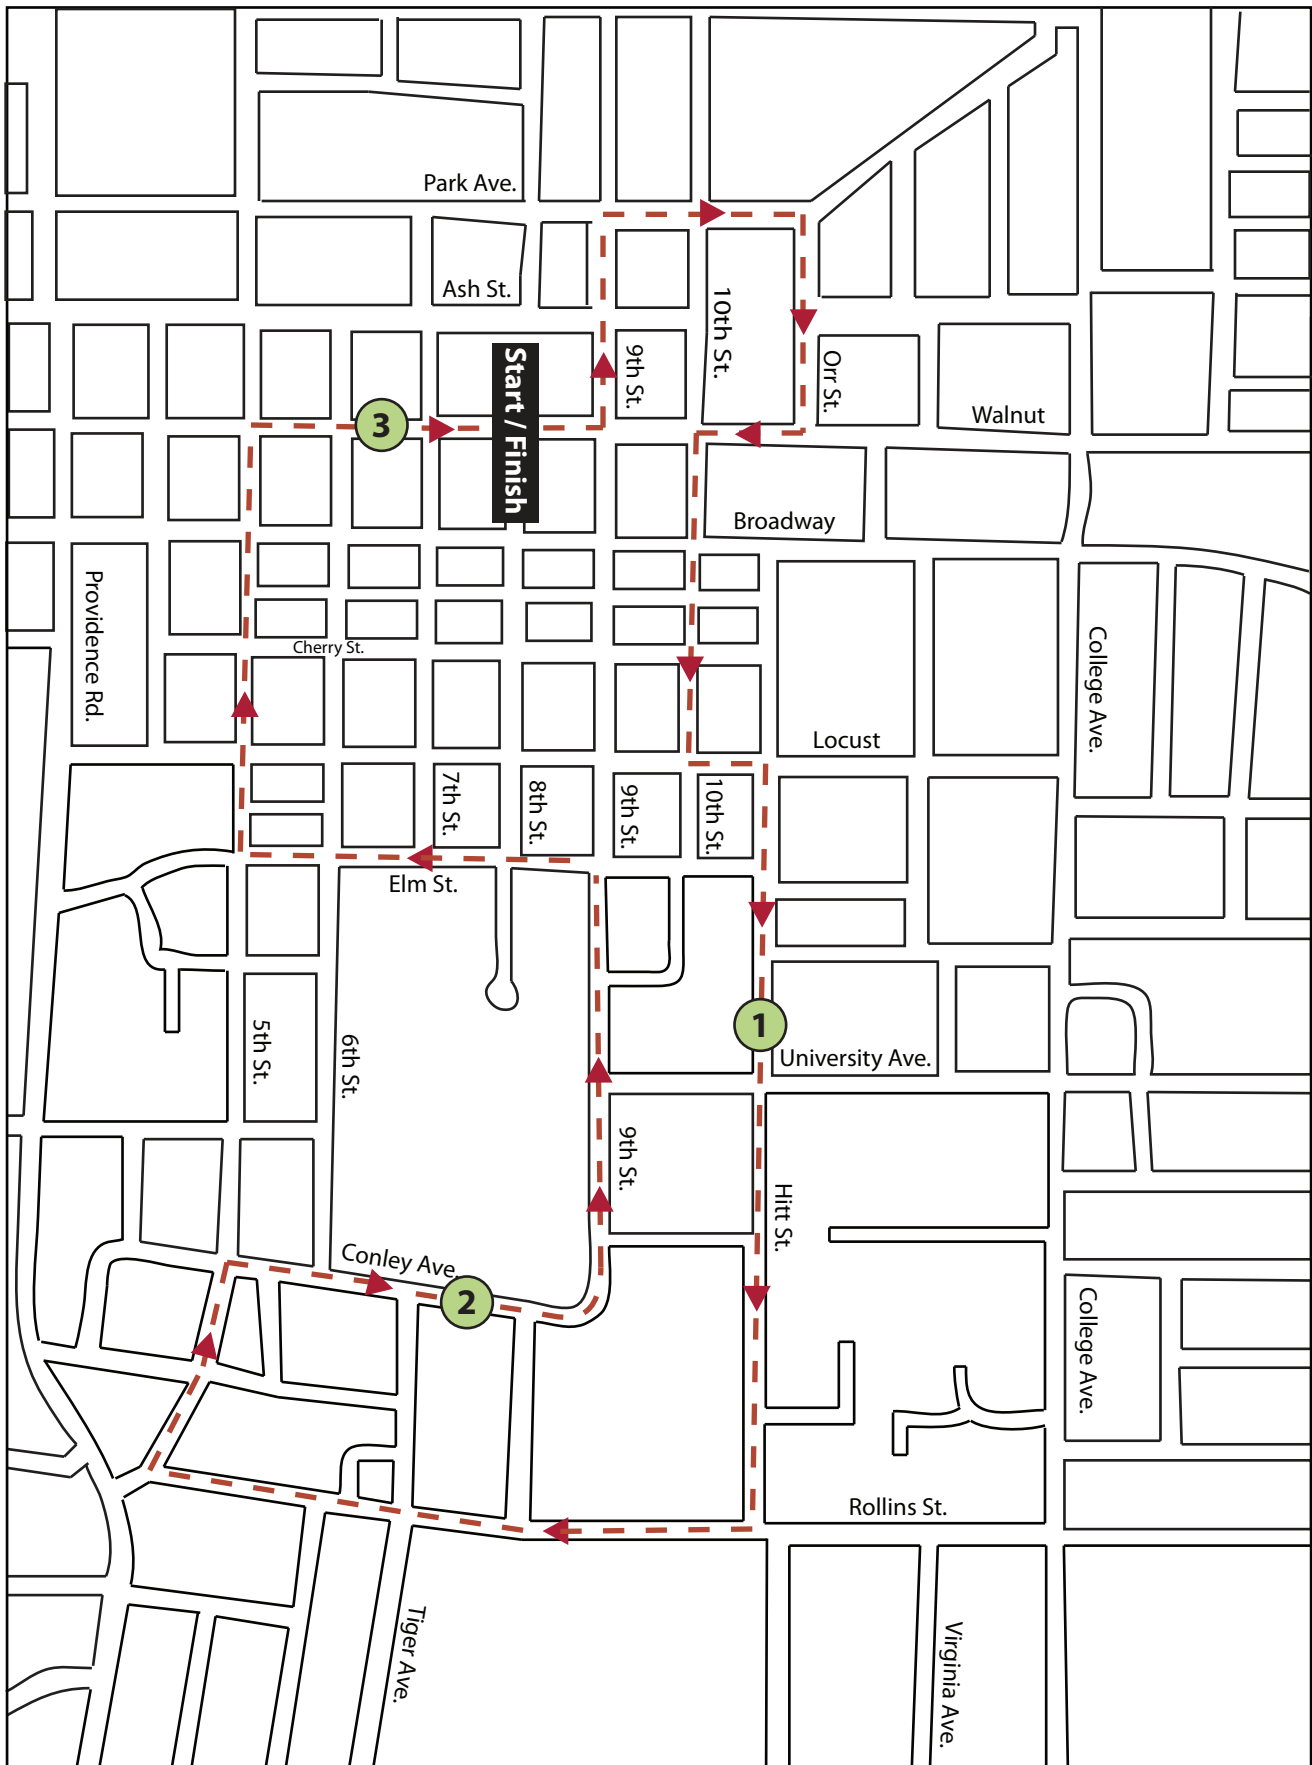 Park Ave.
Ash St.
10th St.
9th St.
Orr St.
Start / Finish
Walnut
3
Broadway
Providence Rd.
Cherry St.
College Ave.
Locust
7th St.
8th St.
9th St.
10th St.
Elm St.
1
5th St.
6th St.
University Ave.
9th St.
Hitt St.
Conley Ave.
2
College Ave.
Rollins St.
Tiger Ave.
Virginia Ave.